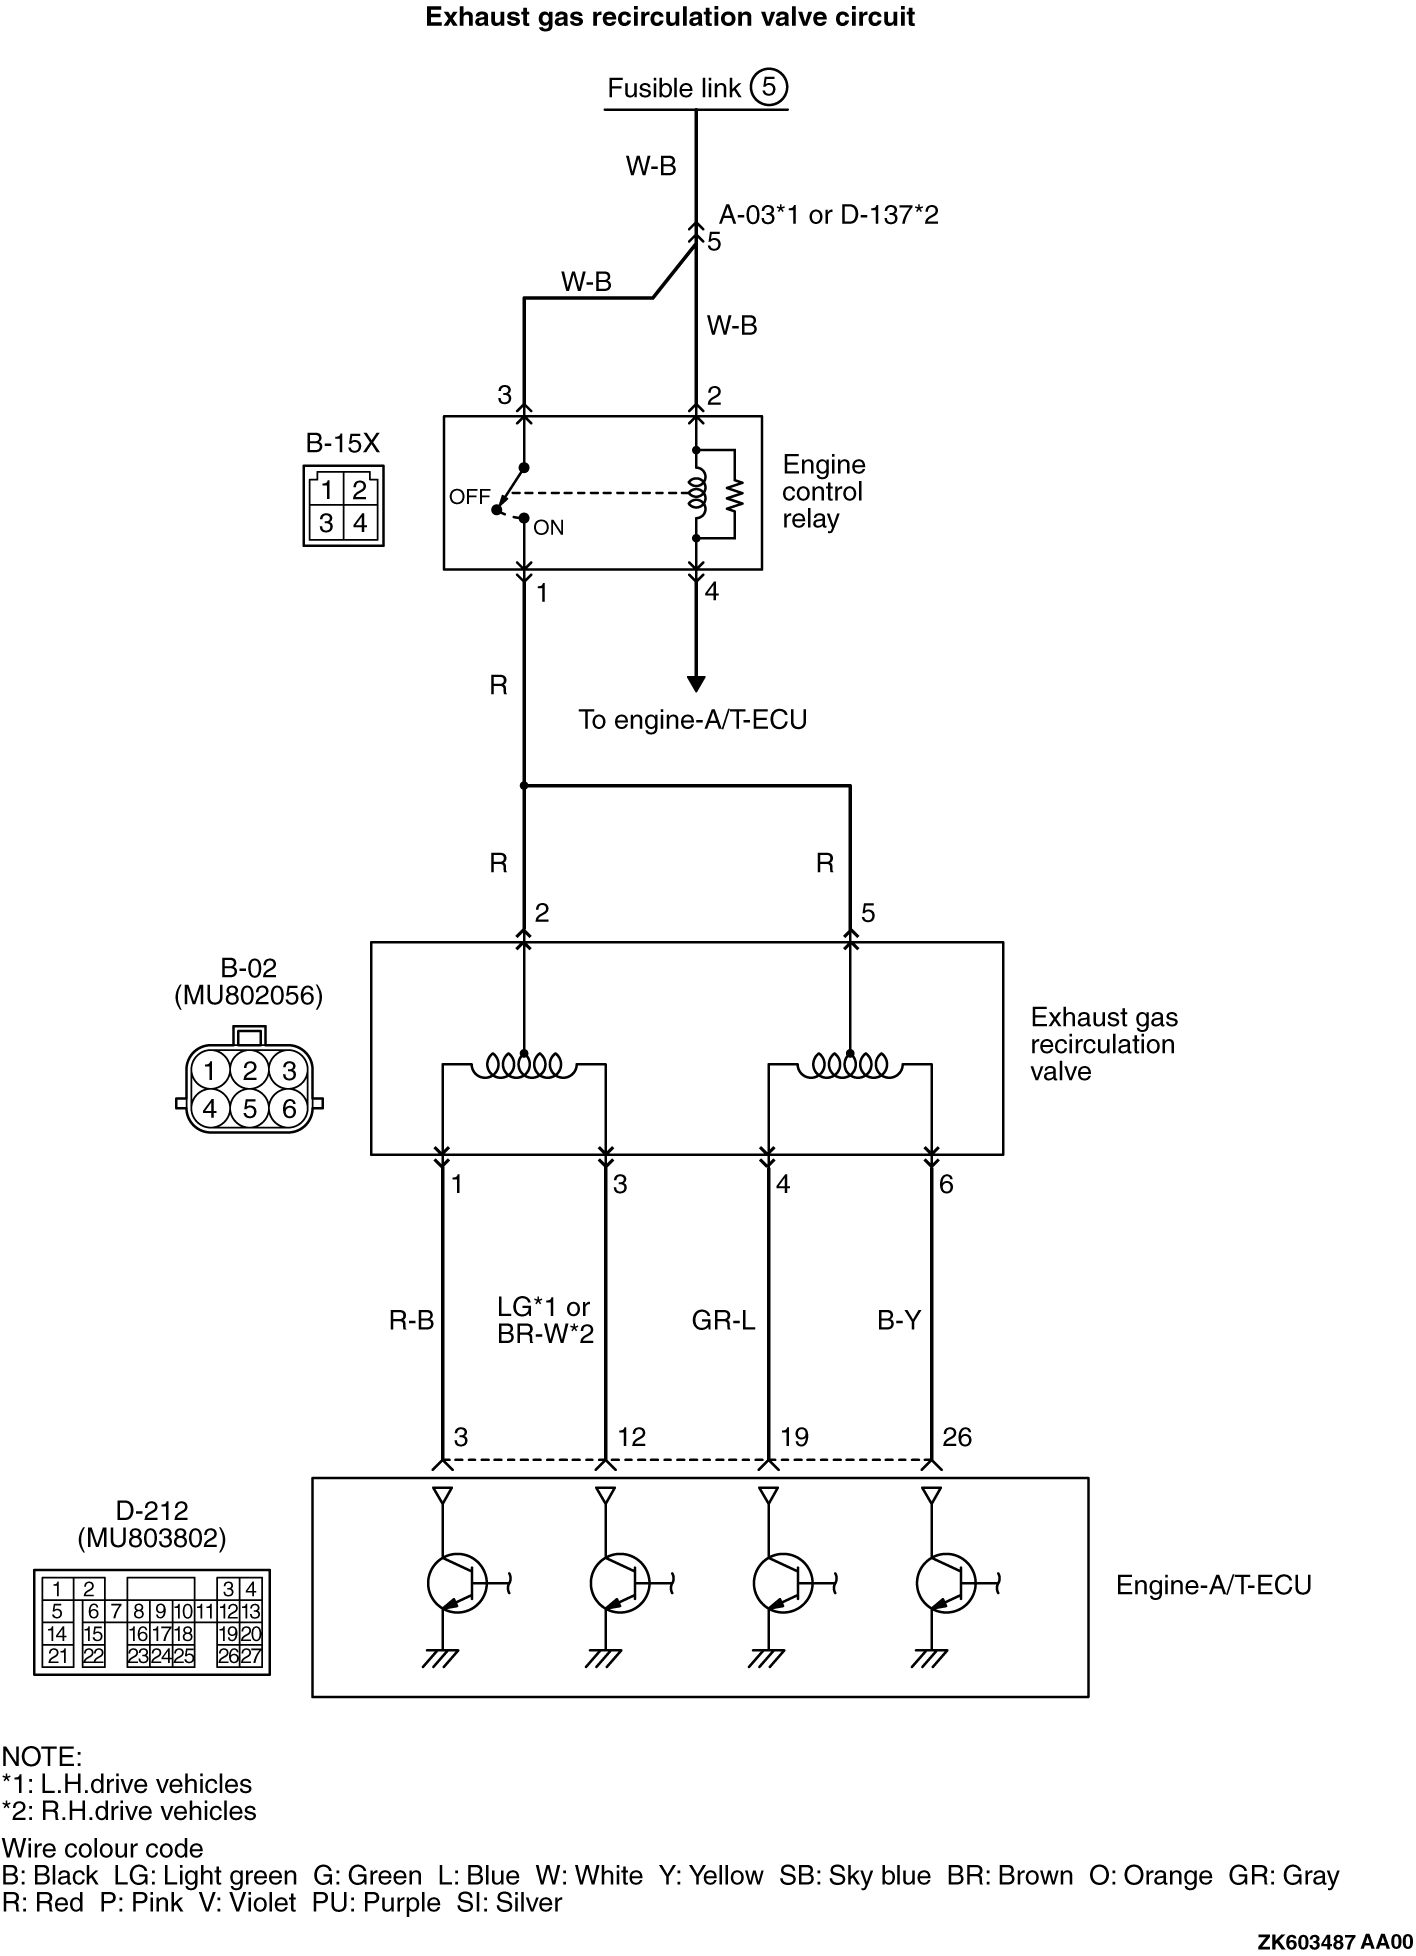 Exhaust gas recirculation valve circuit
Fusible link 5
W-B
A-03*1 or D-137*2
5
W-B
W-B
3
2
B-15X
1 2
3 4
OFF
ON
Engine
control
relay
1
4
R
To engine-A/T-ECU
R
R
2
5
B-02
(MU802056)
1 2 3
4 5 6
Exhaust gas
recirculation
valve
1
3
4
6
R-B
LG*1 or
BR-W*2
GR-L
B-Y
3
12
19
26
D-212
(MU803802)
1 2 3 4
5 6 7 8 9 10 11 12 13
14 15 16 17 18 19 20
21 22 23 24 25 26 27
Engine-A/T-ECU
NOTE:
*1: L.H.drive vehicles
*2: R.H.drive vehicles
Wire colour code
B: Black LG: Light green G: Green L: Blue W: White Y: Yellow SB: Sky blue BR: Brown O: Orange GR: Gray
R: Red P: Pink V: Violet PU: Purple SI: Silver
ZK603487 AA00